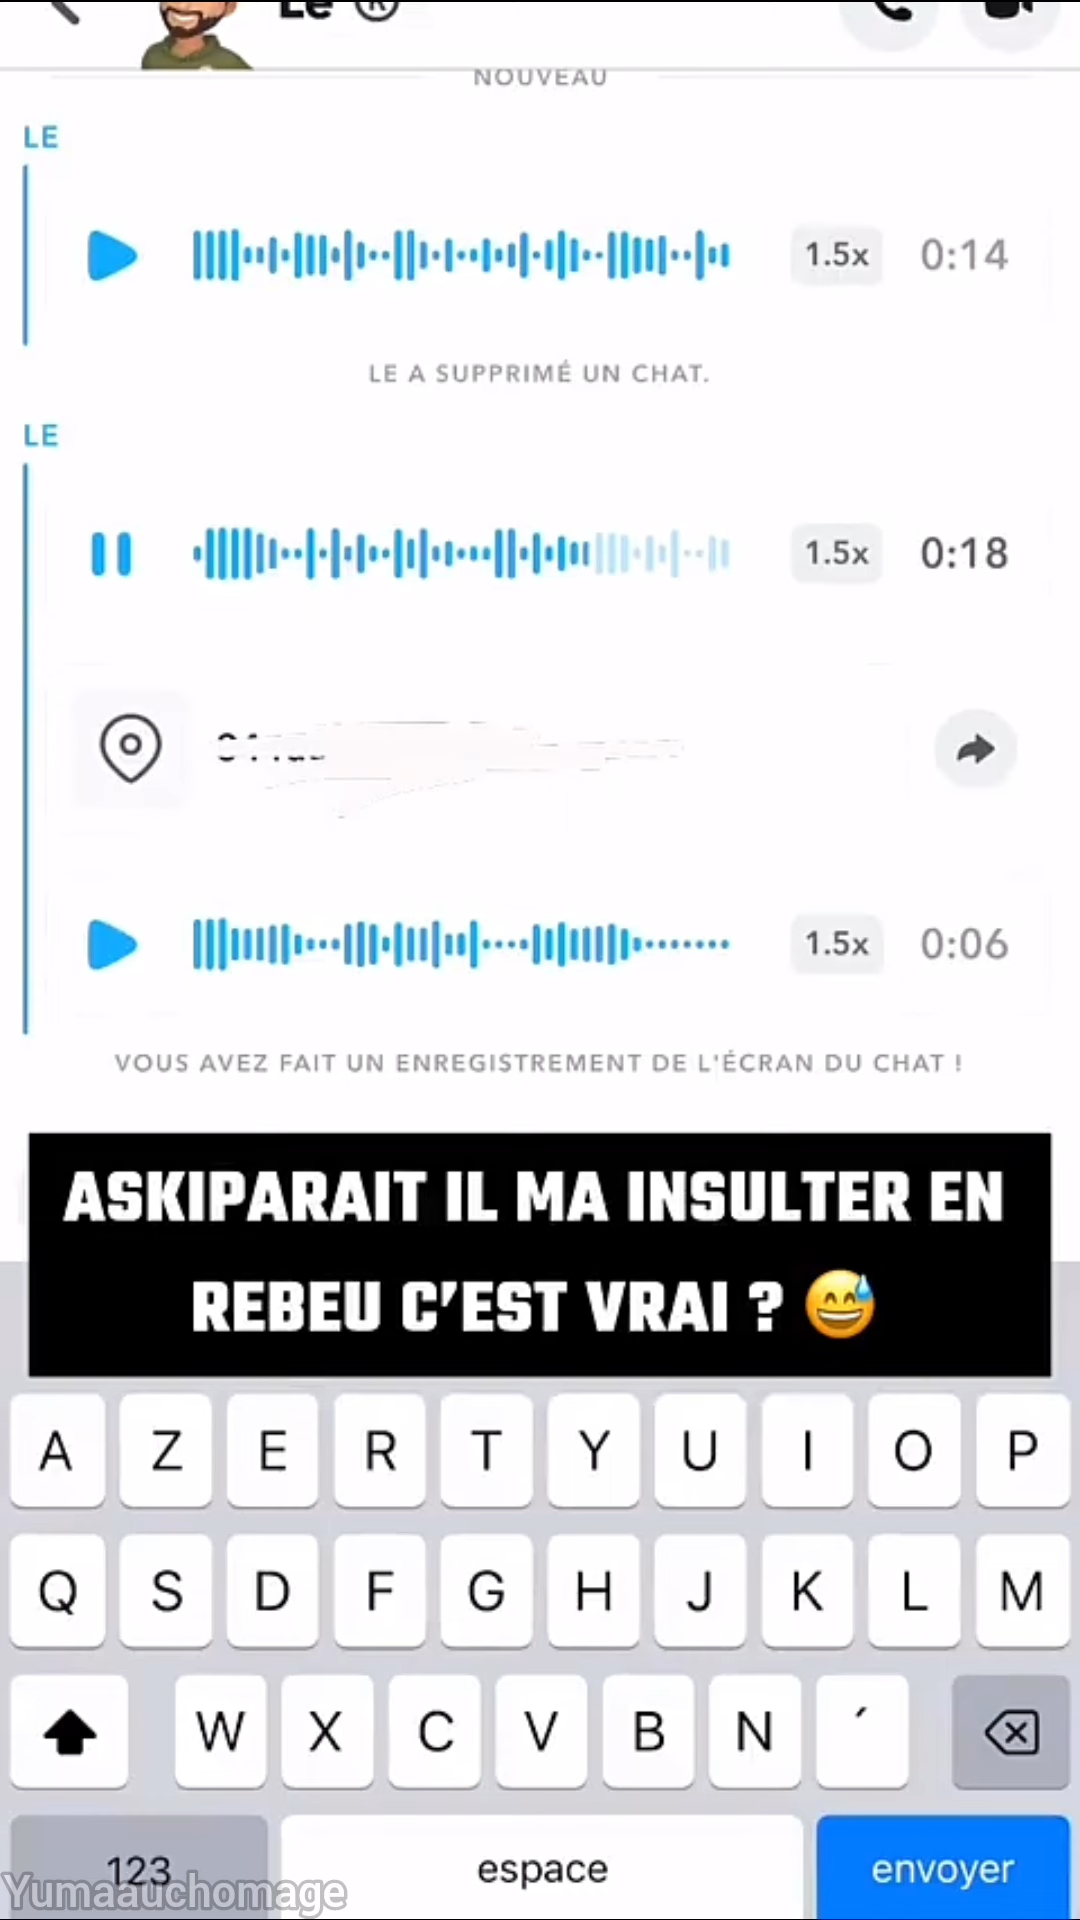 Le ®
NOUVEAU
LE
1.5x 0:14
LE A SUPPRIMÉ UN CHAT.
LE
1.5x 0:18
1.5x 0:06
VOUS AVEZ FAIT UN ENREGISTREMENT DE L'ÉCRAN DU CHAT !
ASKIPARAIT IL MA INSULTER EN
REBEU C’EST VRAI ? 😅
A Z E R T Y U I O P
Q S D F G H J K L M
W X C V B N ´
123 espace envoyer
Yumaauchomage